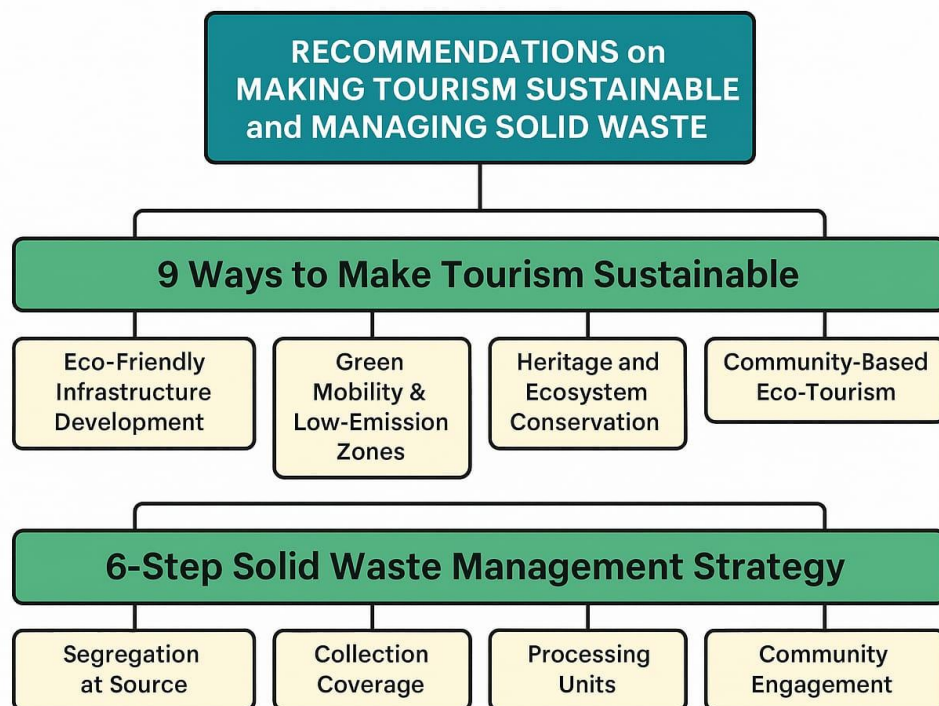 RECOMMENDATIONS on
MAKING TOURISM SUSTAINABLE
and MANAGING SOLID WASTE
9 Ways to Make Tourism Sustainable
Eco-Friendly
Infrastructure
Development
Green
Mobility &
Low-Emission
Zones
Heritage and
Ecosystem
Conservation
Community-Based
Eco-Tourism
6-Step Solid Waste Management Strategy
Segregation
at Source
Collection
Coverage
Processing
Units
Community
Engagement